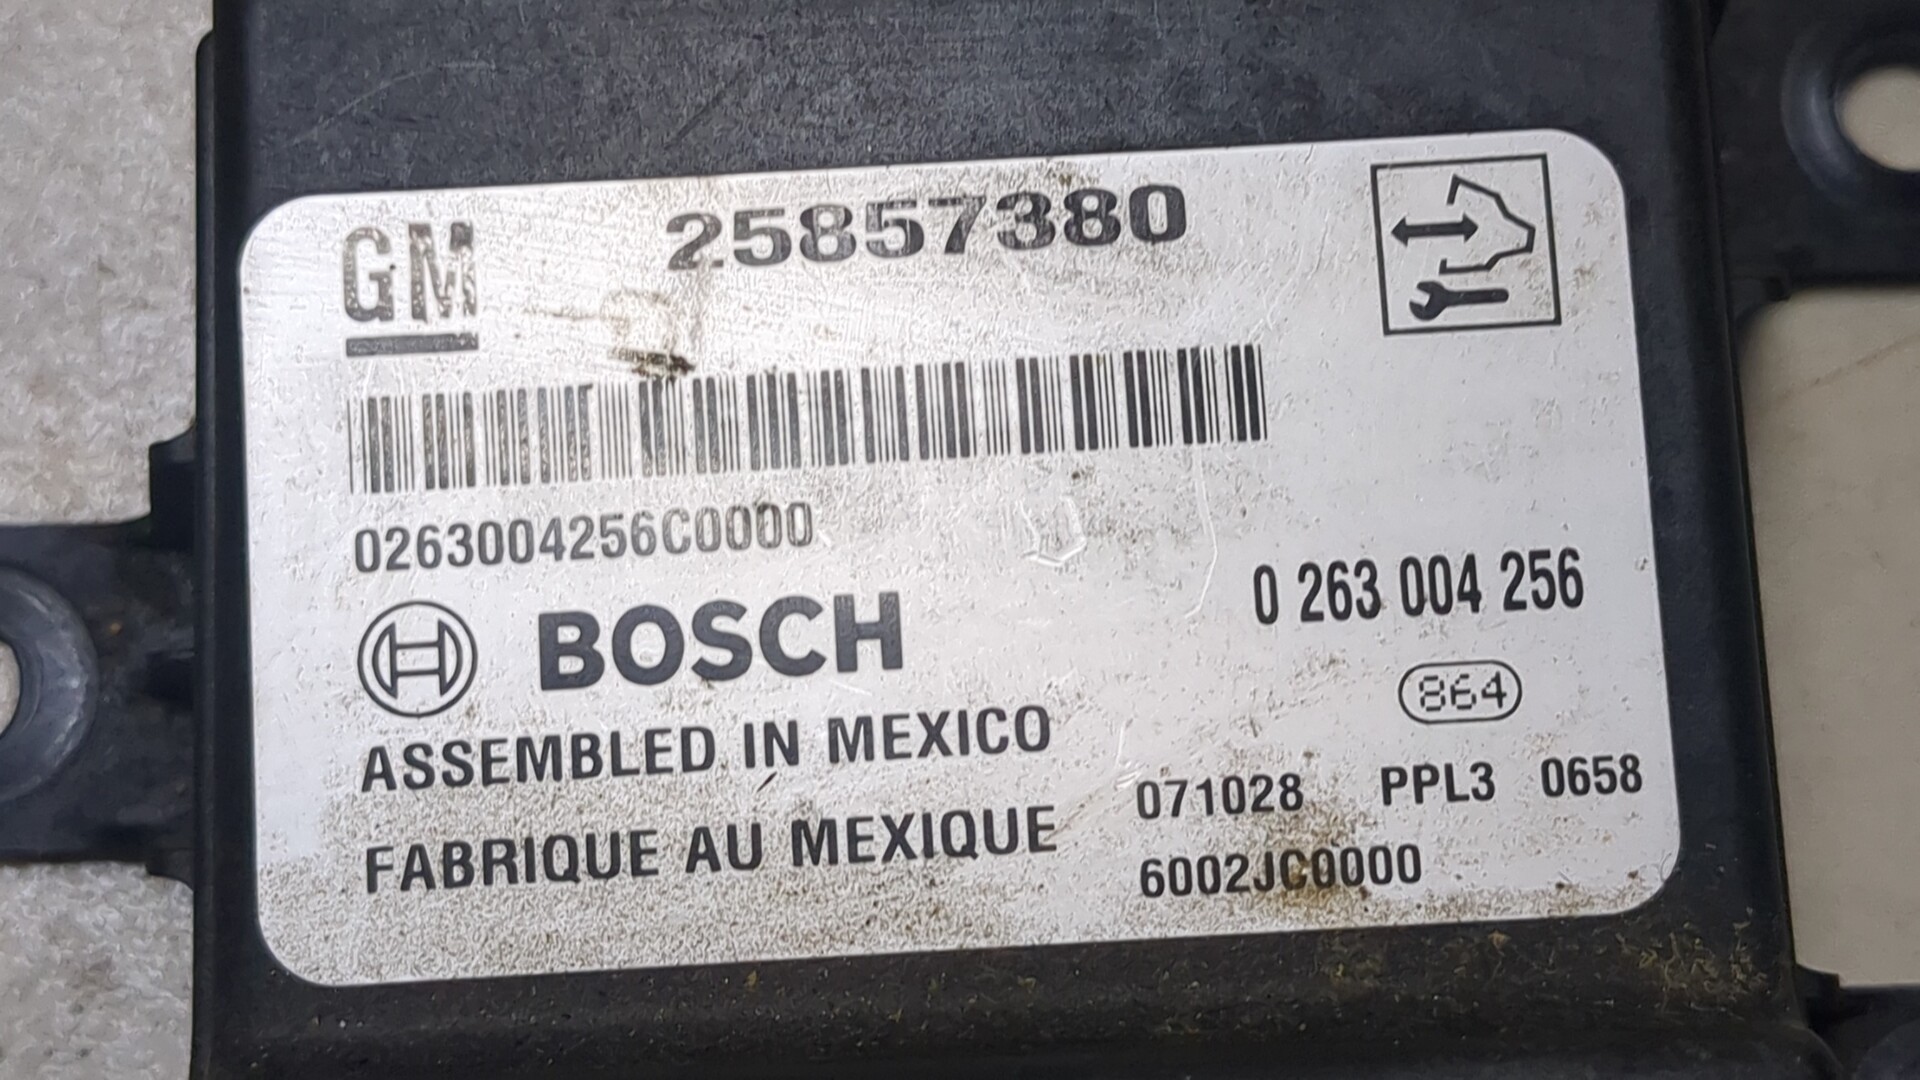 GM 25857380
0263004256C0000
BOSCH 0 263 004 256
864
ASSEMBLED IN MEXICO
071028 PPL3 0658
FABRIQUE AU MEXIQUE
6002JC0000